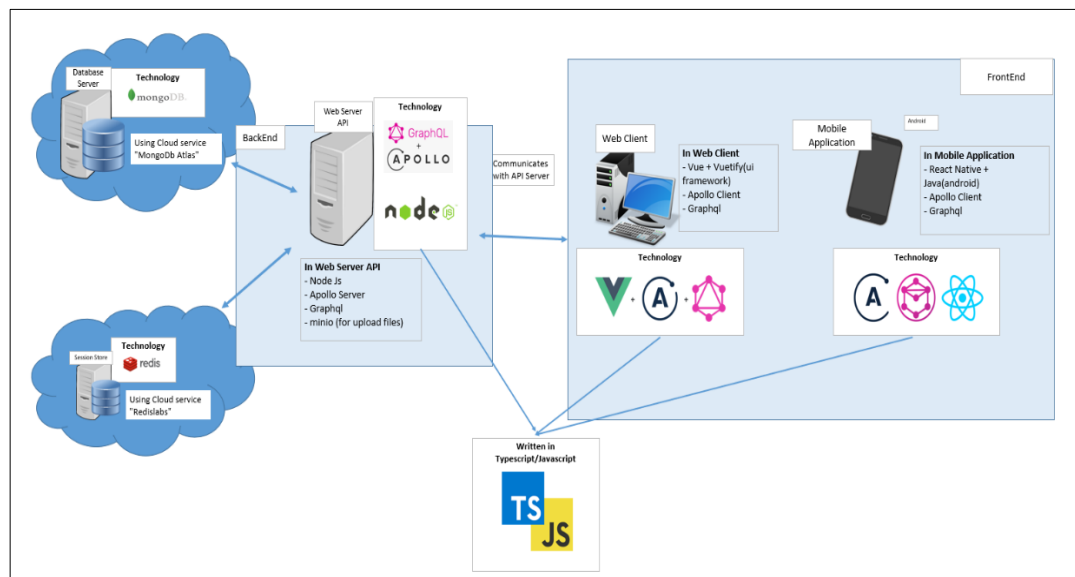 Database
Server
Technology
mongoDB.
Using Cloud service
"MongoDb Atlas"
BackEnd
Web Server
API
Technology
GraphQL
+
APOLLO
node
JS
In Web Server API
- Node Js
- Apollo Server
- Graphql
- minio (for upload files)
Session Store
Technology
redis
Using Cloud service
"Redislabs"
Communicates
with API Server
FrontEnd
Web Client
In Web Client
- Vue + Vuetify(ui
framework)
- Apollo Client
- Graphql
Technology
+
A
+
Mobile
Application
Android
In Mobile Application
- React Native +
Java(android)
- Apollo Client
- Graphql
Technology
A
Written in
Typescript/Javascript
TS
JS